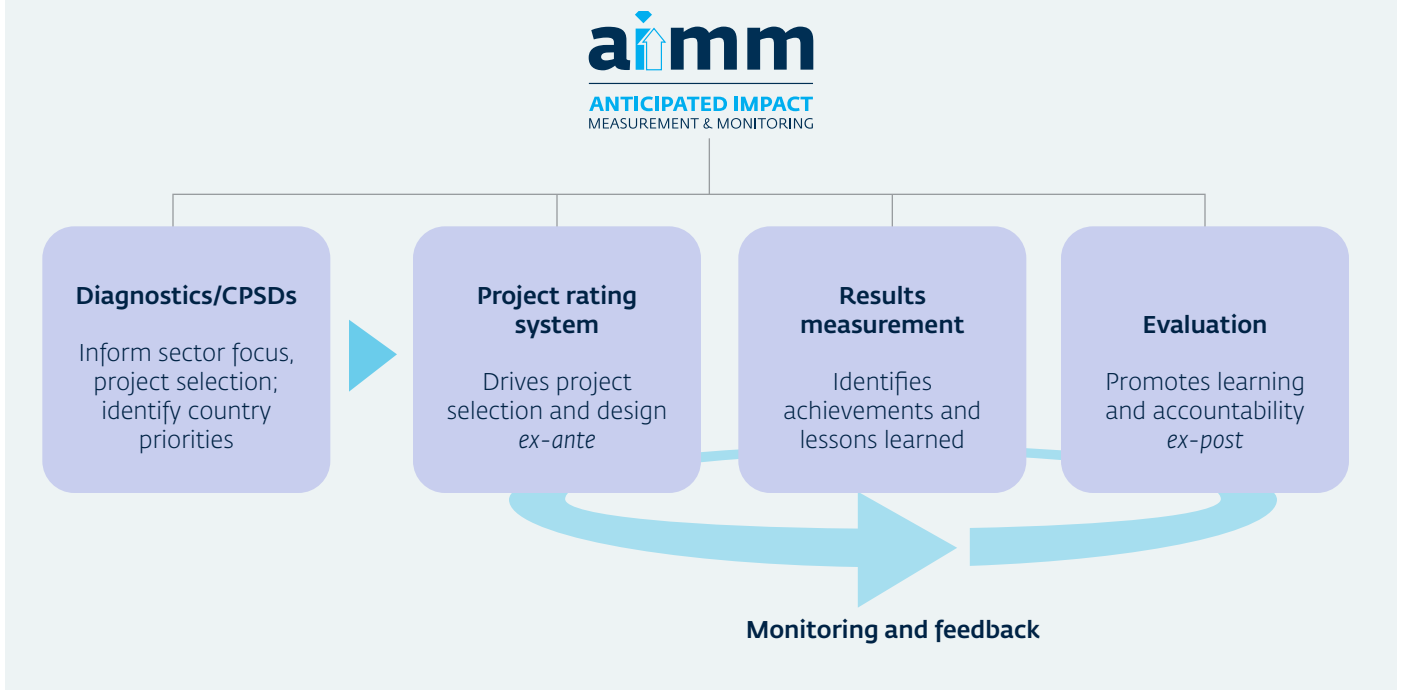 aimm
ANTICIPATED IMPACT
MEASUREMENT & MONITORING
Diagnostics/CPSDs
Inform sector focus,
project selection;
identify country
priorities
Project rating
system
Drives project
selection and design
ex-ante
Results
measurement
Identifies
achievements and
lessons learned
Evaluation
Promotes learning
and accountability
ex-post
Monitoring and feedback